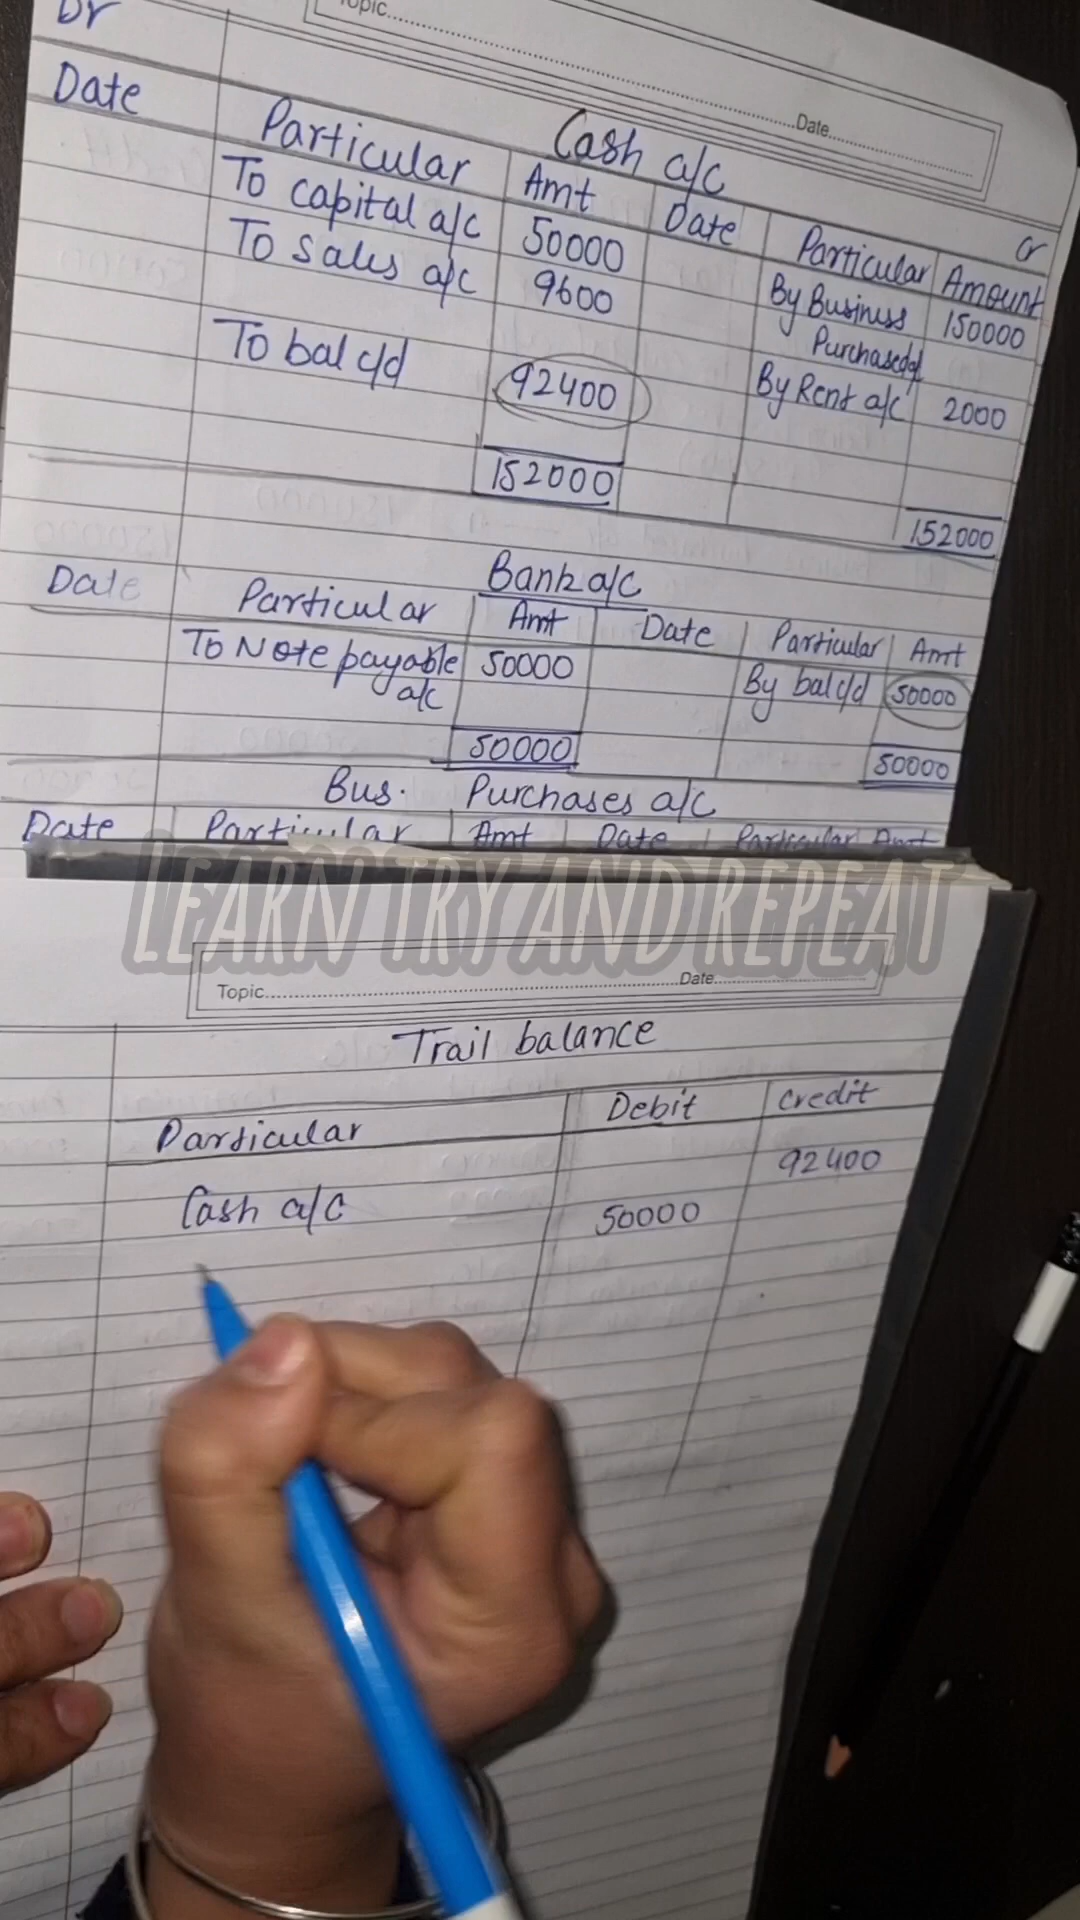 Topic Date
Dr Cash a/c cr
Date Particular Amt Date Particular Amount
To capital a/c 50000 By Business 150000
Purchased a/c
To Sales a/c 9600 By Rent a/c 2000
To bal c/d 92400
152000 152000
Bank a/c
Date Particular Amt Date Particular Amt
To Note payable 50000 By bal c/d 50000
a/c
50000 50000
Bus. Purchases a/c
Date Particular Amt Date Particular Amt
LEARN TRY AND REPEAT
Topic Date
Trail balance
Particular Debit Credit
92400
Cash a/c 50000